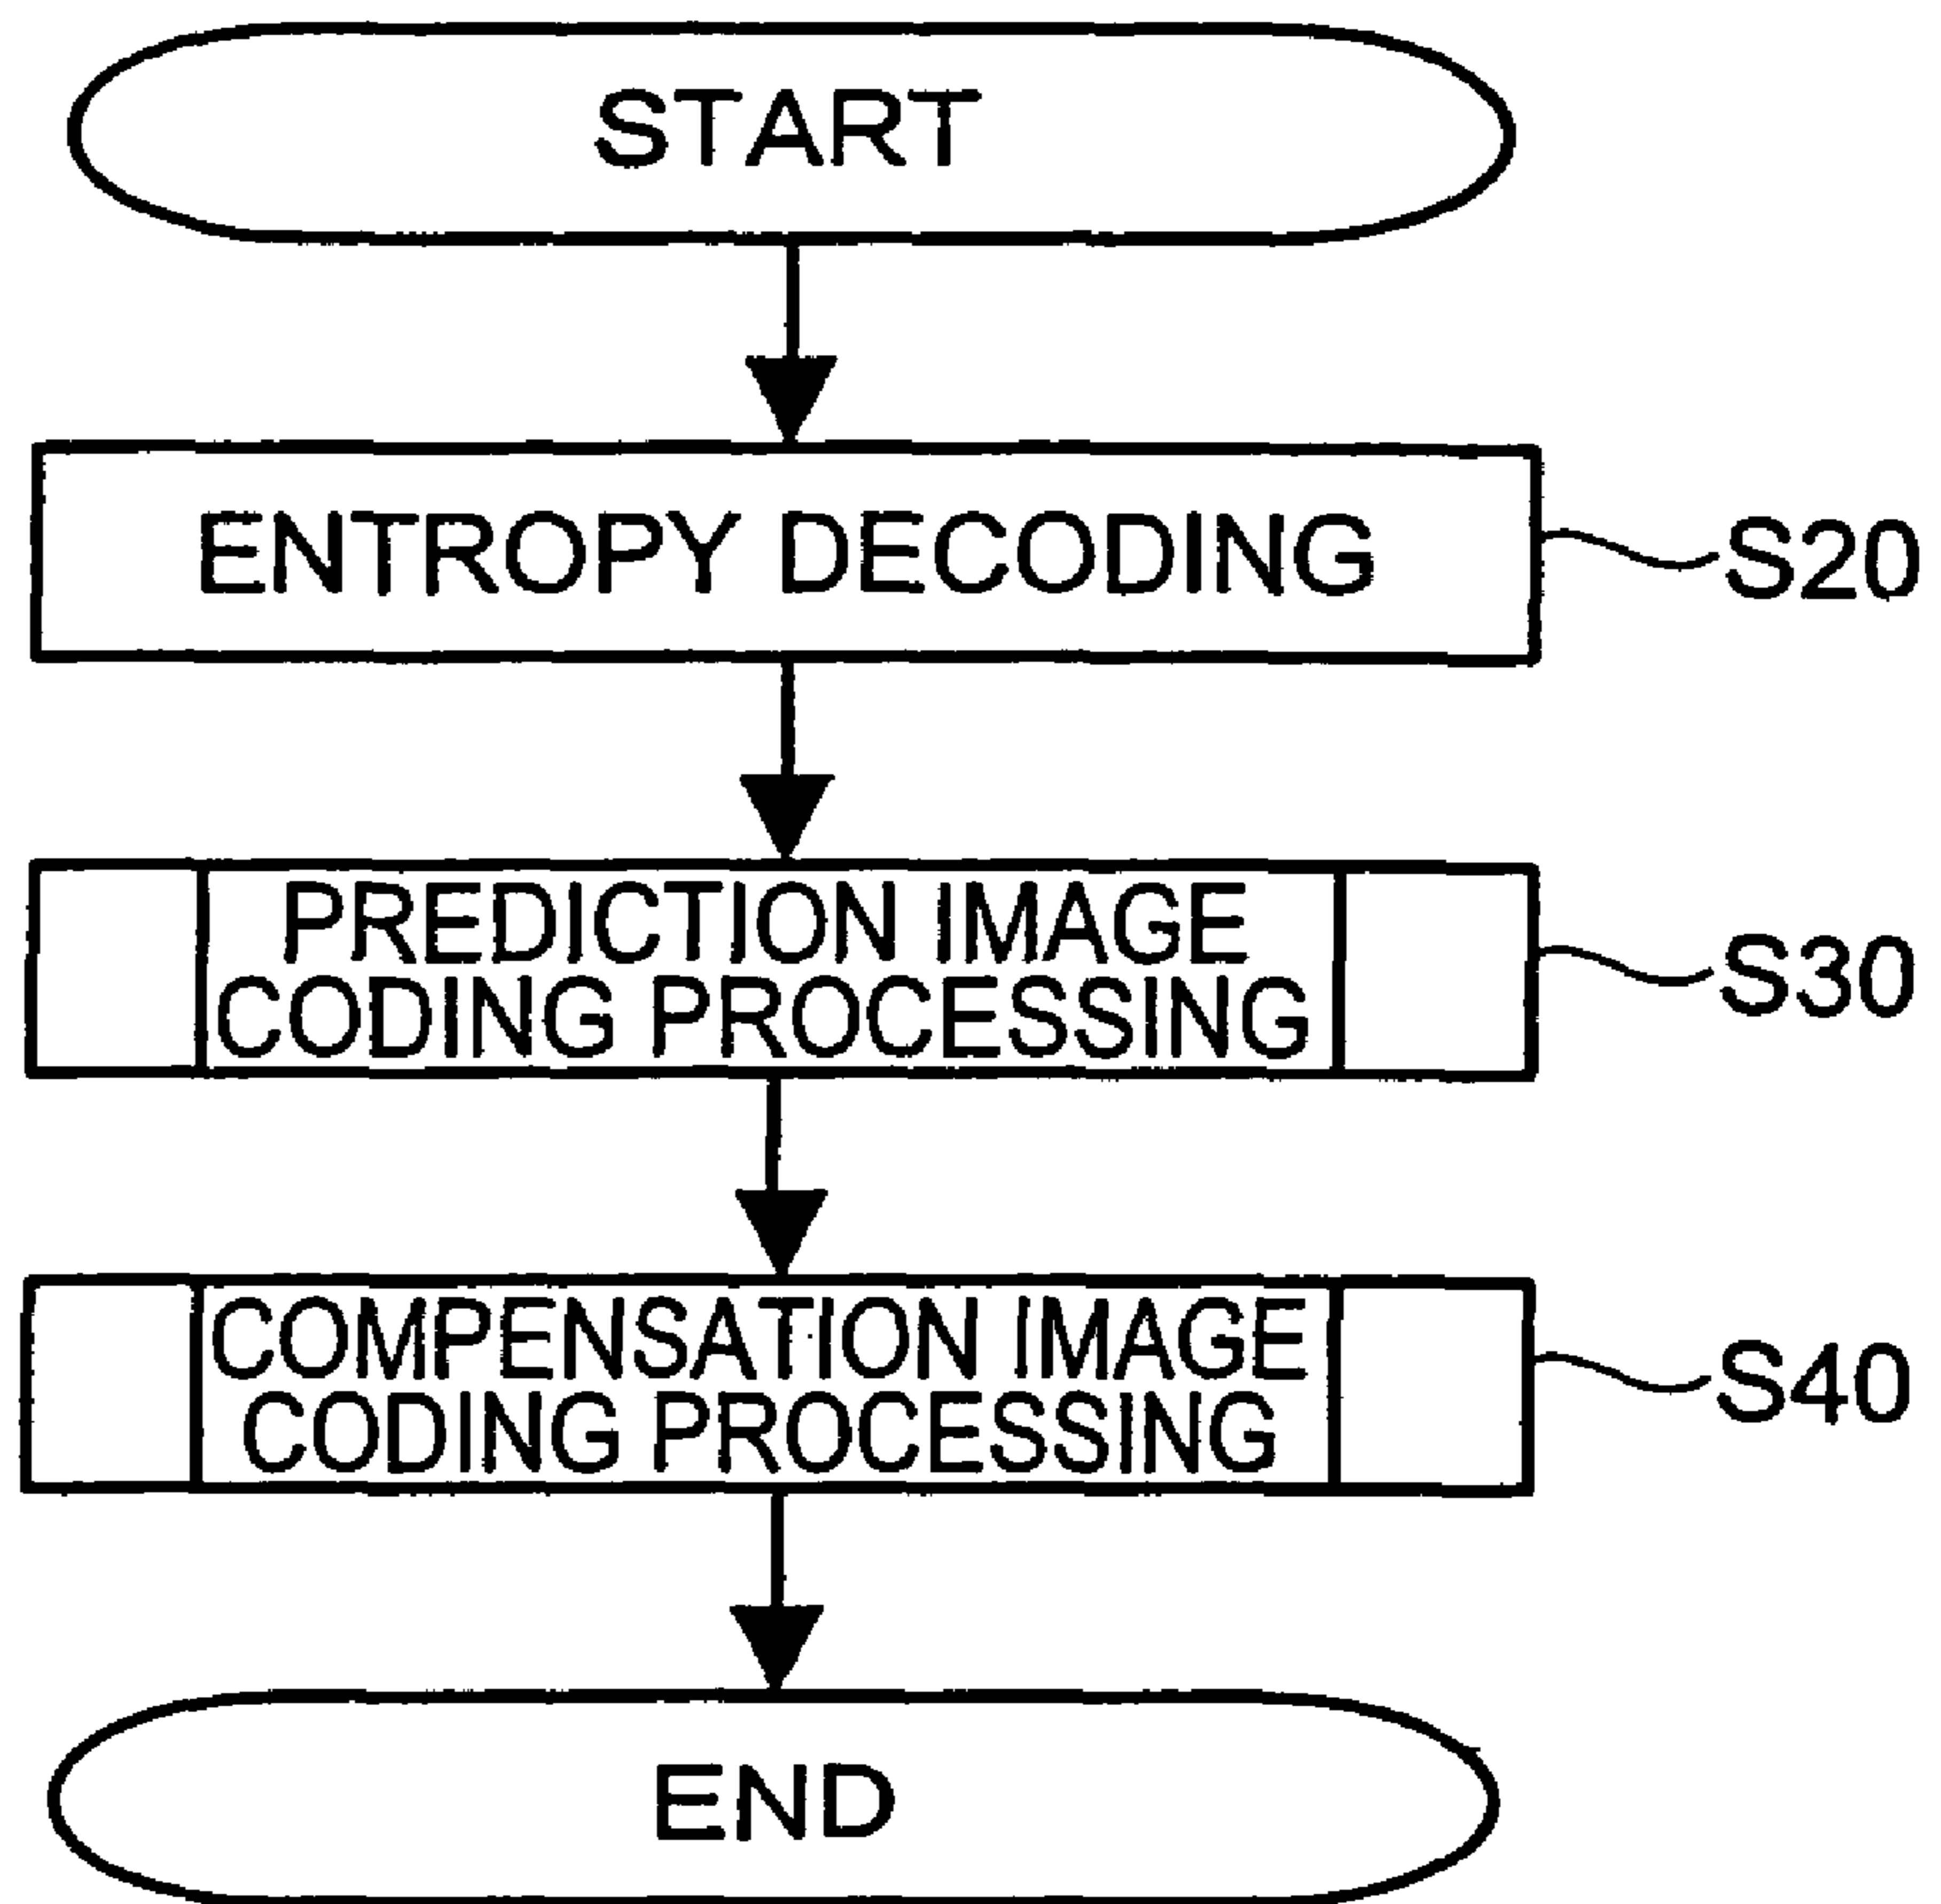 START
ENTROPY DECODING
S20
PREDICTION IMAGE
CODING PROCESSING
S30
COMPENSATION IMAGE
CODING PROCESSING
S40
END